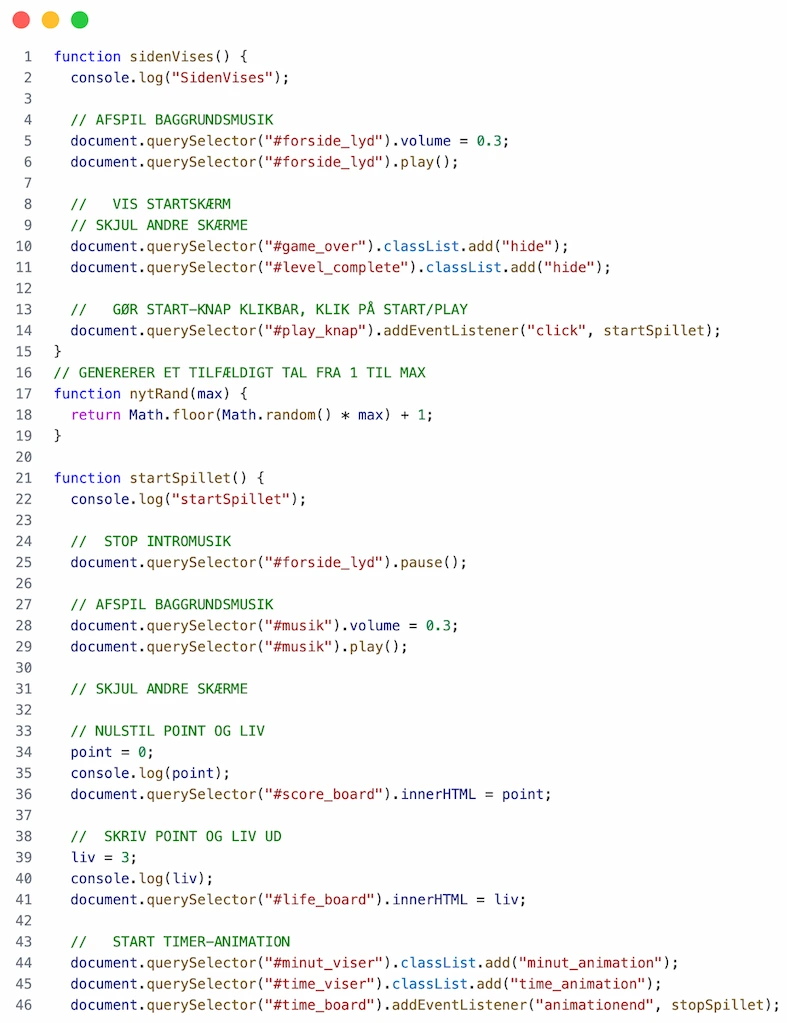 1 function sidenVises() {
2   console.log("SidenVises");
3
4   // AFSPIL BAGGRUNDSMUSIK
5   document.querySelector("#forside_lyd").volume = 0.3;
6   document.querySelector("#forside_lyd").play();
7
8   //   VIS STARTSKÆRM
9   // SKJUL ANDRE SKÆRME
10   document.querySelector("#game_over").classList.add("hide");
11   document.querySelector("#level_complete").classList.add("hide");
12
13   //   GØR START-KNAP KLIKBAR, KLIK PÅ START/PLAY
14   document.querySelector("#play_knap").addEventListener("click", startSpillet);
15 }
16 // GENERERER ET TILFÆLDIGT TAL FRA 1 TIL MAX
17 function nytRand(max) {
18   return Math.floor(Math.random() * max) + 1;
19 }
20
21 function startSpillet() {
22   console.log("startSpillet");
23
24   //  STOP INTROMUSIK
25   document.querySelector("#forside_lyd").pause();
26
27   // AFSPIL BAGGRUNDSMUSIK
28   document.querySelector("#musik").volume = 0.3;
29   document.querySelector("#musik").play();
30
31   // SKJUL ANDRE SKÆRME
32
33   // NULSTIL POINT OG LIV
34   point = 0;
35   console.log(point);
36   document.querySelector("#score_board").innerHTML = point;
37
38   //  SKRIV POINT OG LIV UD
39   liv = 3;
40   console.log(liv);
41   document.querySelector("#life_board").innerHTML = liv;
42
43   //   START TIMER-ANIMATION
44   document.querySelector("#minut_viser").classList.add("minut_animation");
45   document.querySelector("#time_viser").classList.add("time_animation");
46   document.querySelector("#time_board").addEventListener("animationend", stopSpillet);